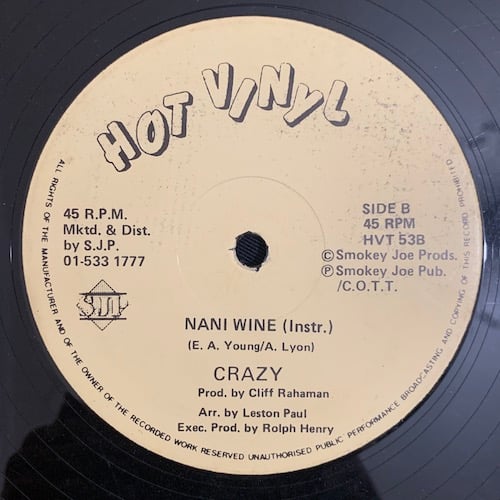 HOT VINYL
45 R.P.M.
Mktd. & Dist.
by S.J.P.
01-533 1777
SJP
SIDE B
45 RPM
HVT 53B
©Smokey Joe Prods.
℗Smokey Joe Pub.
/C.O.T.T.
NANI WINE (Instr.)
(E. A. Young/A. Lyon)
CRAZY
Prod. by Cliff Rahaman
Arr. by Leston Paul
Exec. Prod. by Rolph Henry
ALL RIGHTS OF THE MANUFACTURER AND OF THE OWNER OF THE RECORDED WORK RESERVED UNAUTHORISED PUBLIC PERFORMANCE BROADCASTING AND COPYING OF THIS RECORD PROHIBITED